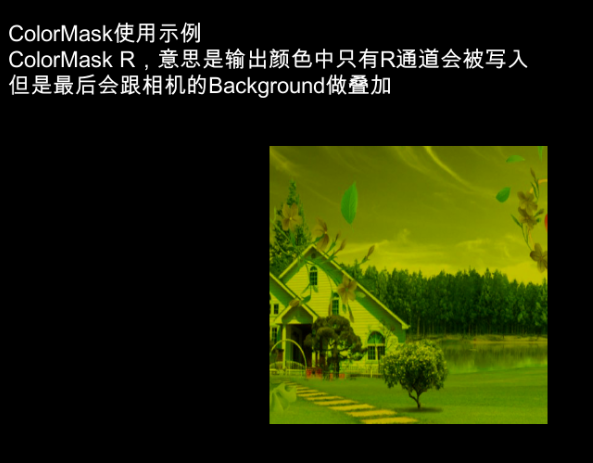 ColorMask使用示例
ColorMask R，意思是输出颜色中只有R通道会被写入
但是最后会跟相机的Background做叠加